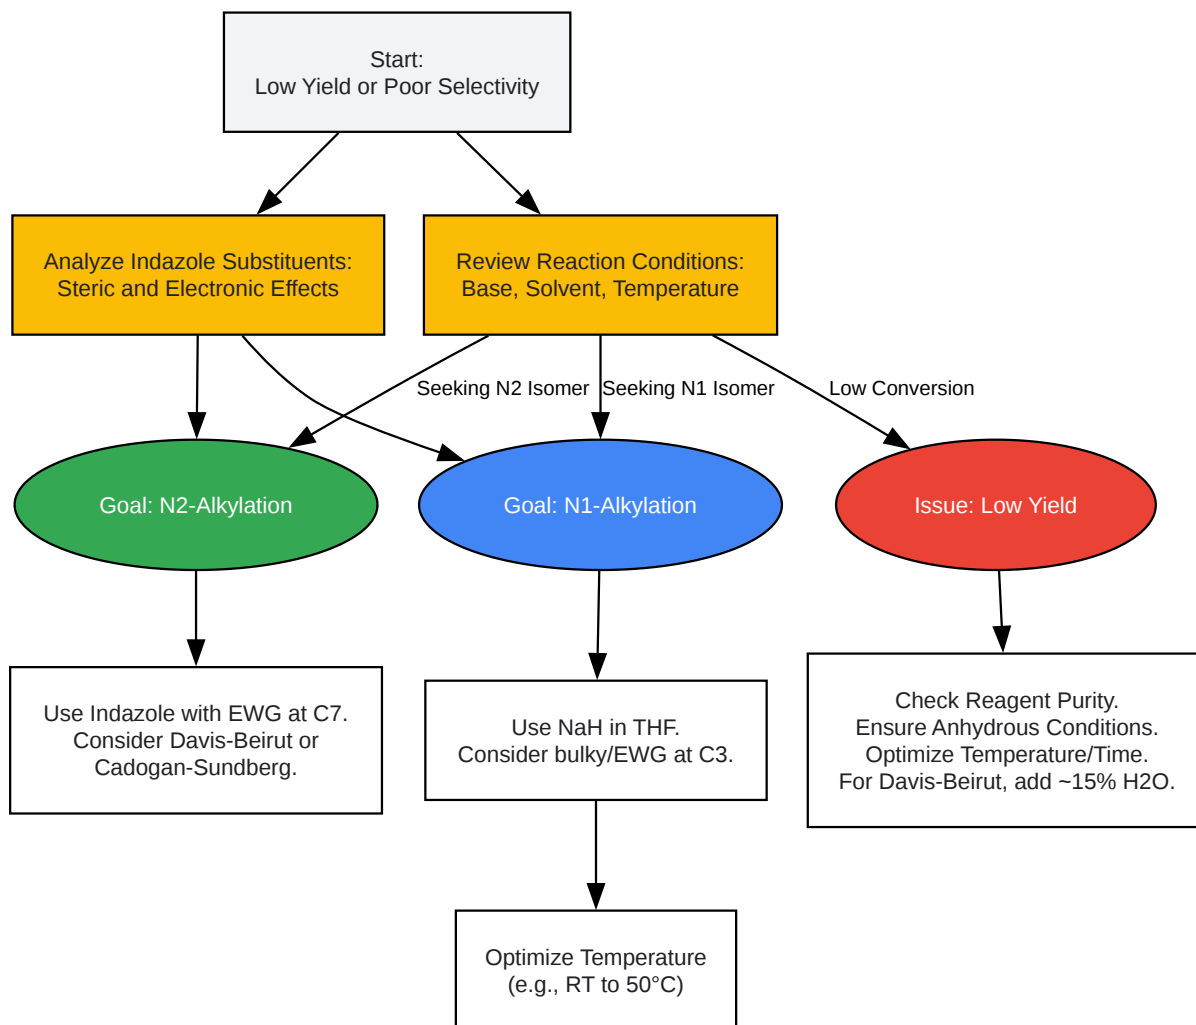 Start:
Low Yield or Poor Selectivity
Analyze Indazole Substituents:
Steric and Electronic Effects
Review Reaction Conditions:
Base, Solvent, Temperature
Seeking N2 Isomer
Seeking N1 Isomer
Low Conversion
Goal: N2-Alkylation
Goal: N1-Alkylation
Issue: Low Yield
Use Indazole with EWG at C7.
Consider Davis-Beirut or
Cadogan-Sundberg.
Use NaH in THF.
Consider bulky/EWG at C3.
Check Reagent Purity.
Ensure Anhydrous Conditions.
Optimize Temperature/Time.
For Davis-Beirut, add ~15% H2O.
Optimize Temperature
(e.g., RT to 50°C)